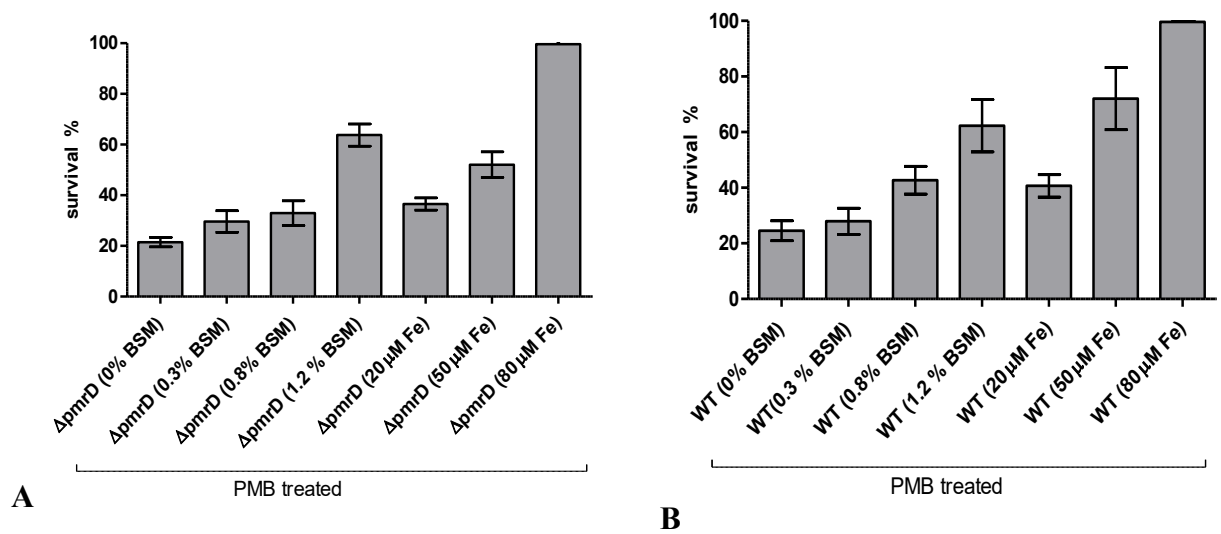 survival %
100
80
60
40
20
0
ΔpmrD (0% BSM)
ΔpmrD (0.3% BSM)
ΔpmrD (0.8% BSM)
ΔpmrD (1.2 % BSM)
ΔpmrD (20 µM Fe)
ΔpmrD (50 µM Fe)
ΔpmrD (80 µM Fe)
PMB treated
A
survival %
100
80
60
40
20
0
WT (0% BSM)
WT(0.3 % BSM)
WT (0.8% BSM)
WT (1.2 % BSM)
WT (20 µM Fe)
WT (50 µM Fe)
WT (80 µM Fe)
PMB treated
B